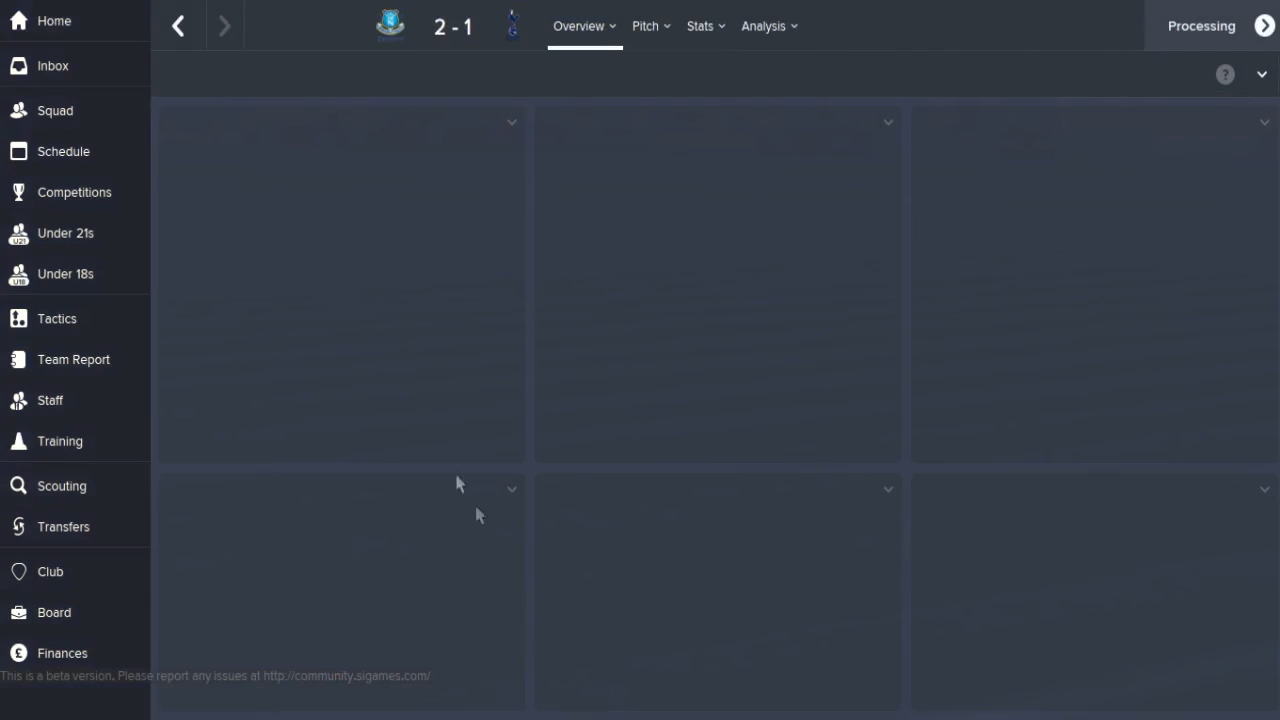 Home
Inbox
Squad
Schedule
Competitions
Under 21s
Under 18s
Tactics
Team Report
Staff
Training
Scouting
Transfers
Club
Board
Finances
2 - 1
Overview
Pitch
Stats
Analysis
Processing
?
U21
U18
This is a beta version. Please report any issues at http://community.sigames.com/